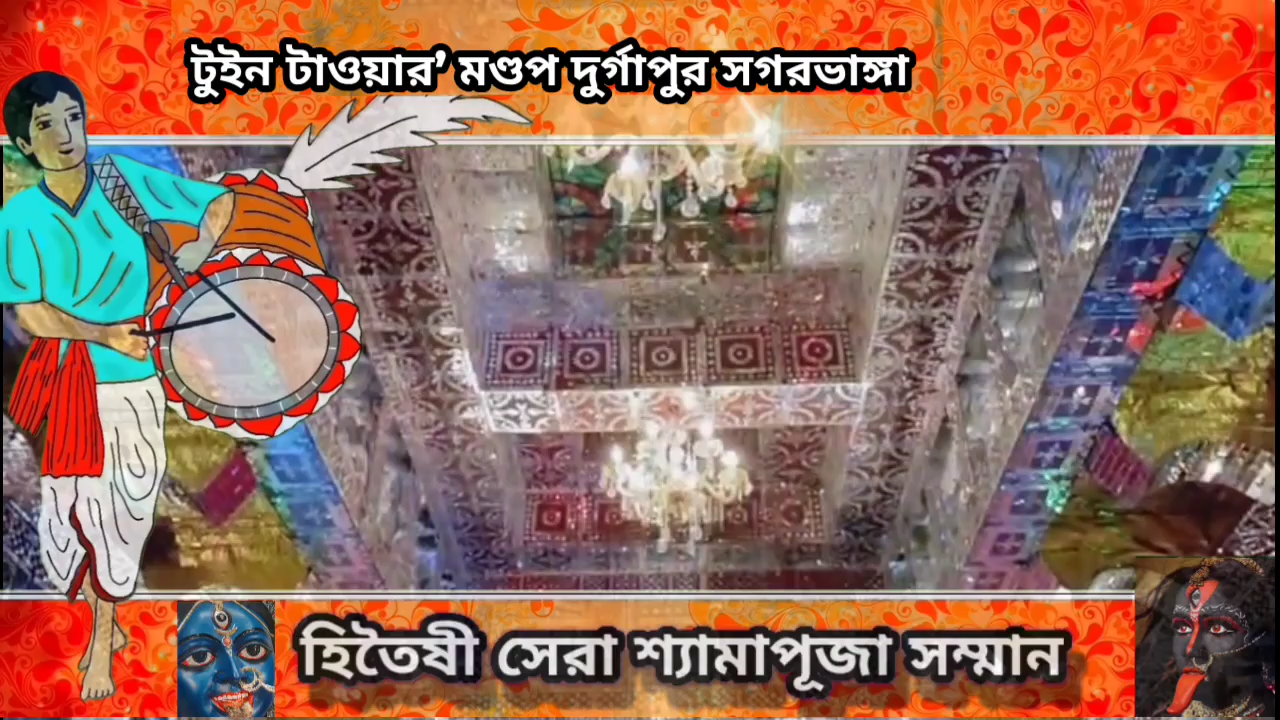 টুইন টাওয়ার’ মণ্ডপ দুর্গাপুর সগরভাঙ্গা
হিতৈষী সেরা শ্যামাপূজা সম্মান